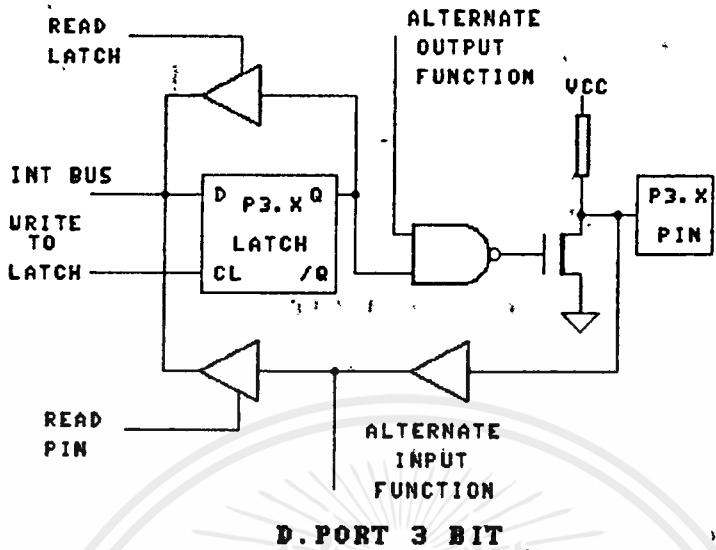 READ
LATCH
ALTERNATE
OUTPUT
FUNCTION
VCC
INT BUS
WRITE
TO
LATCH
D P3.X Q
LATCH
CL /Q
P3.X
PIN
READ
PIN
ALTERNATE
INPUT
FUNCTION
D.PORT 3 BIT